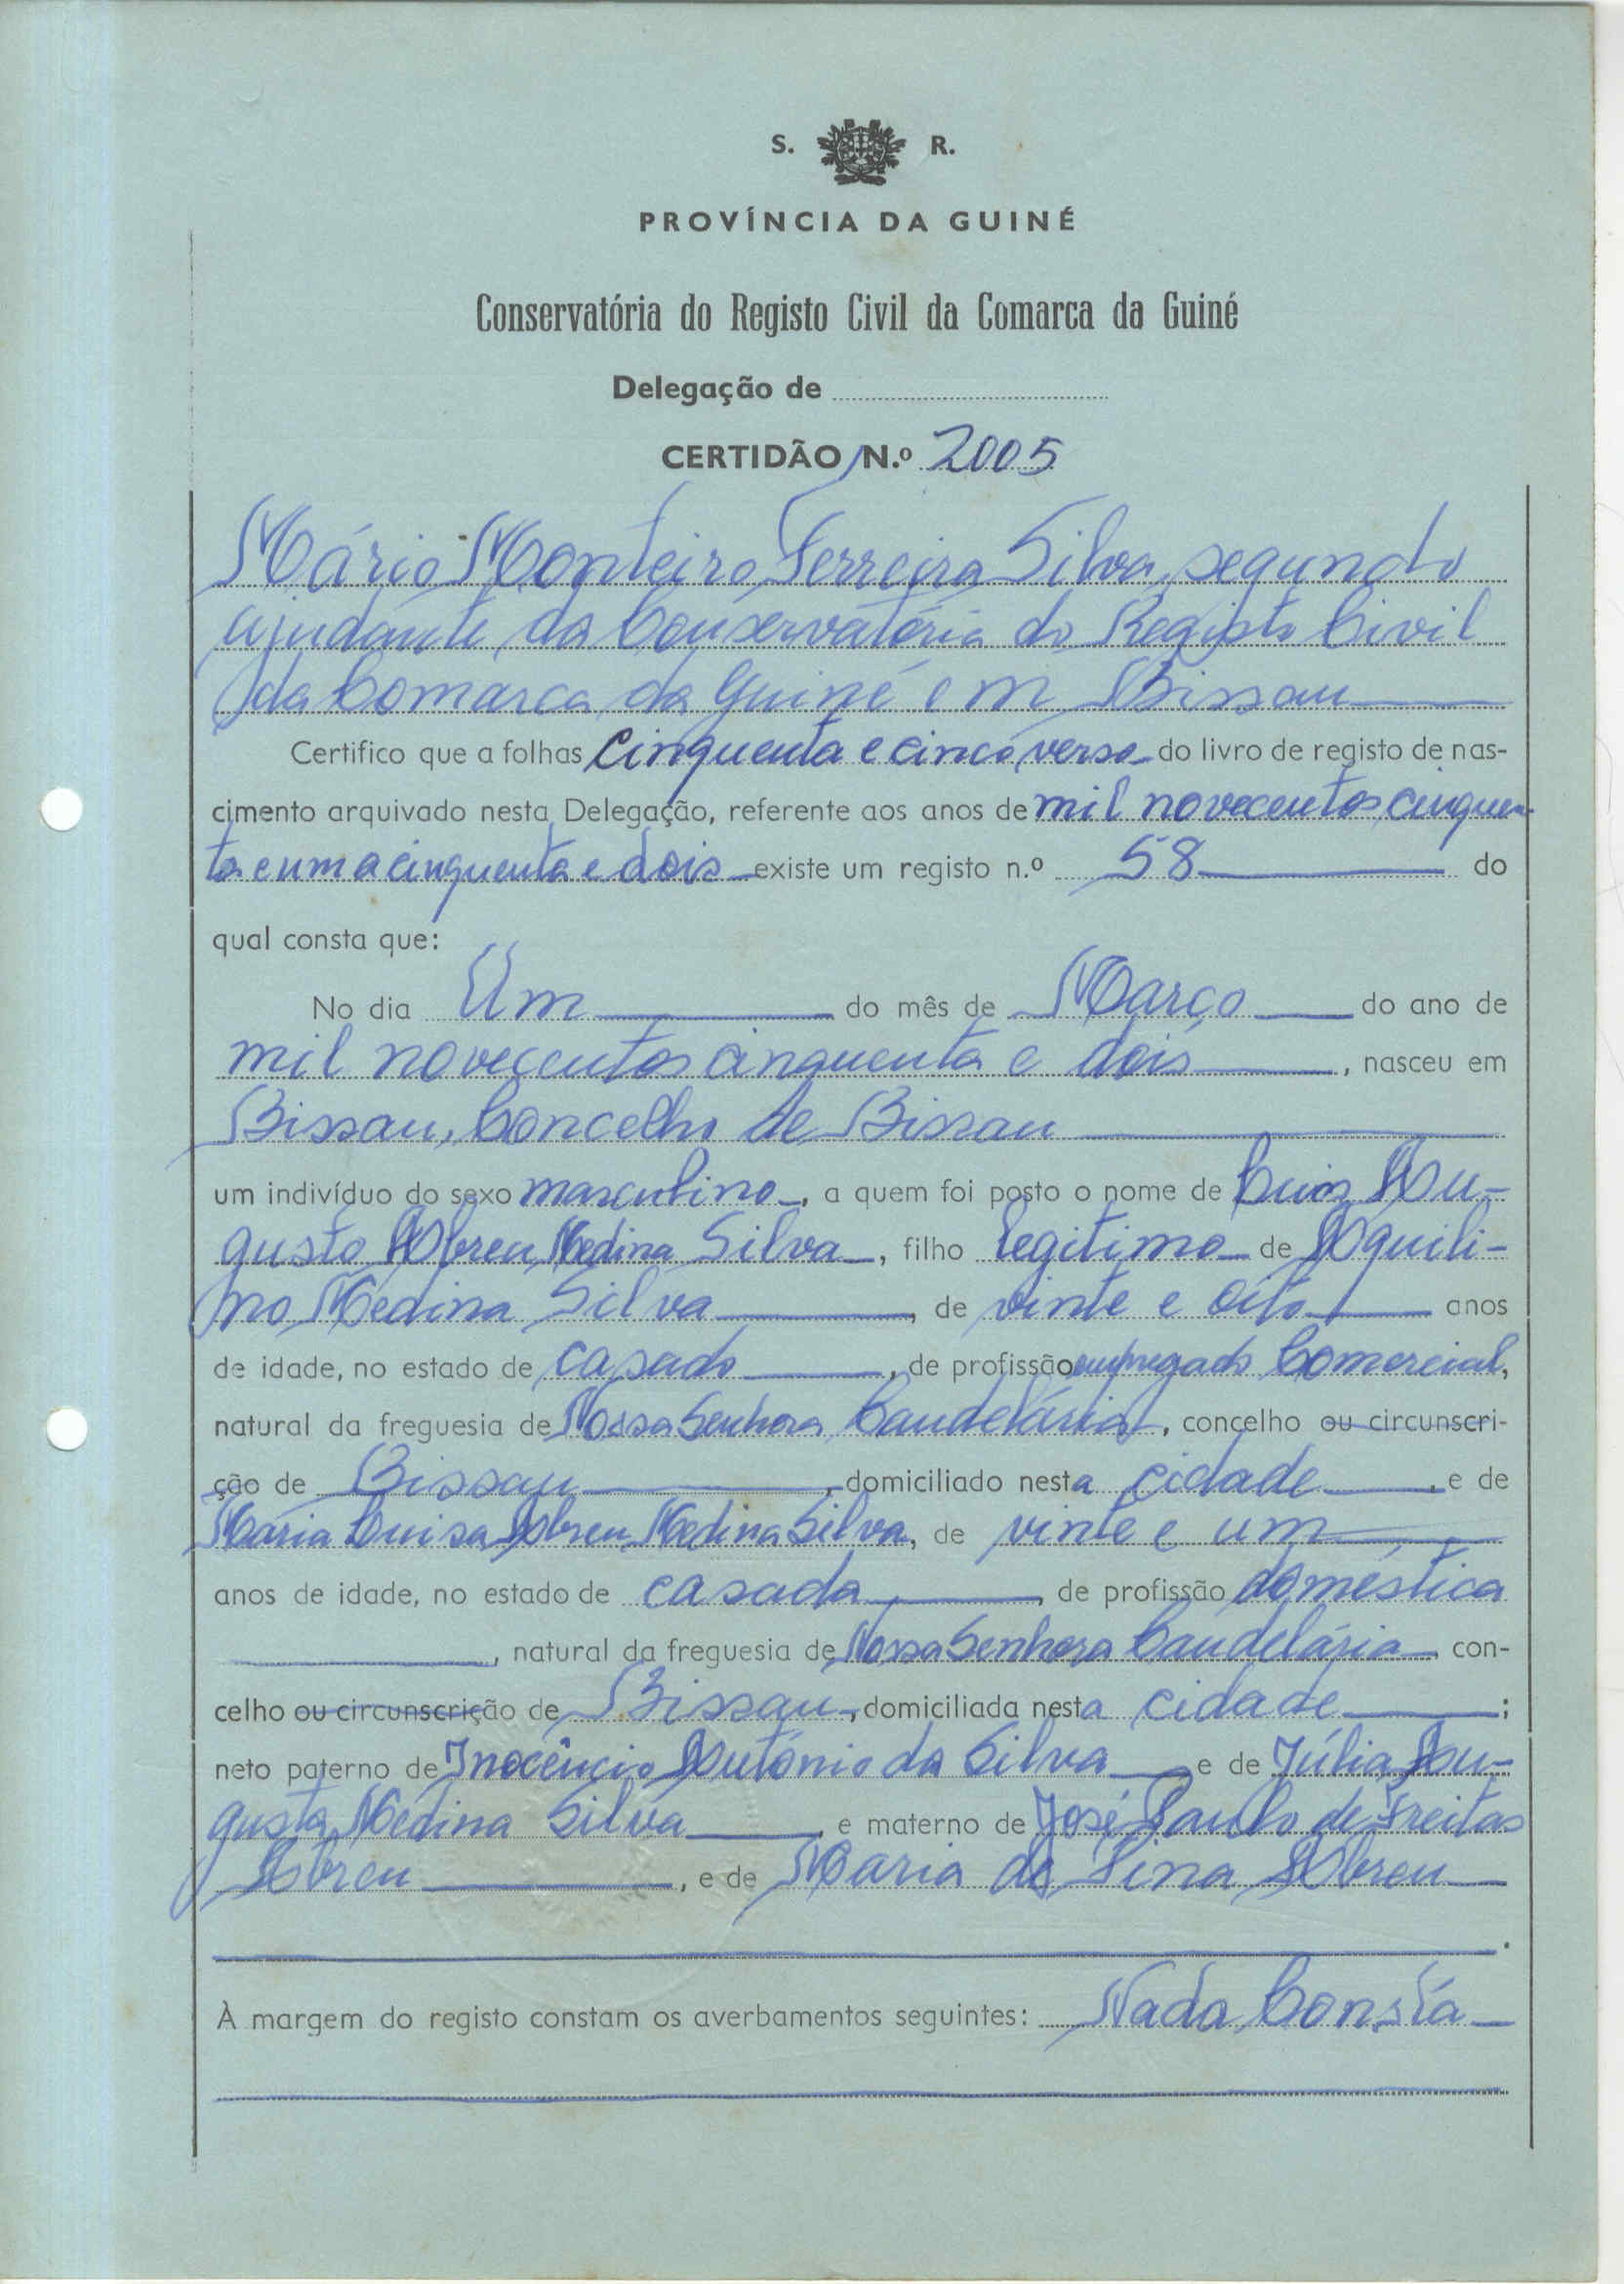 S. R.
PROVÍNCIA DA GUINÉ
Conservatória do Registo Civil da Comarca da Guiné
Delegação de
CERTIDÃO N.º 2005
Mário Monteiro Ferreira Silva, segundo
ajudante da Conservatória do Registo Civil
da Comarca da Guiné em Bissau
Certifico que a folhas Cinquenta e cinco, verso do livro de registo de nas-
cimento arquivado nesta Delegação, referente aos anos de mil novecentos cinquen-
ta e um a cinquenta e dois existe um registo n.º 58 do
qual consta que:
No dia Um do mês de Março do ano de
mil novecentos cinquenta e dois, nasceu em
Bissau, Concelho de Bissau
um indivíduo do sexo masculino, a quem foi posto o nome de Luis Au-
gusto Abreu Medina Silva, filho legitimo de Aquili-
no Medina Silva, de vinte e oito anos
de idade, no estado de casado, de profissão empregado Comercial,
natural da freguesia de Nossa Senhora Candelária, concelho ou circunscri-
ção de Bissau, domiciliado nesta cidade, e de
Maria Luisa Abreu Medina Silva, de vinte e um
anos de idade, no estado de casada, de profissão doméstica
, natural da freguesia de Nossa Senhora Candelária con-
celho ou circunscrição de Bissau, domiciliada nesta cidade;
neto paterno de Inocêncio António da Silva e de Júlia Au-
gusta Medina Silva, e materno de José Paulo de Freitas
Abreu, e de Maria de Pina Abreu
.
À margem do registo constam os averbamentos seguintes: Nada Consta